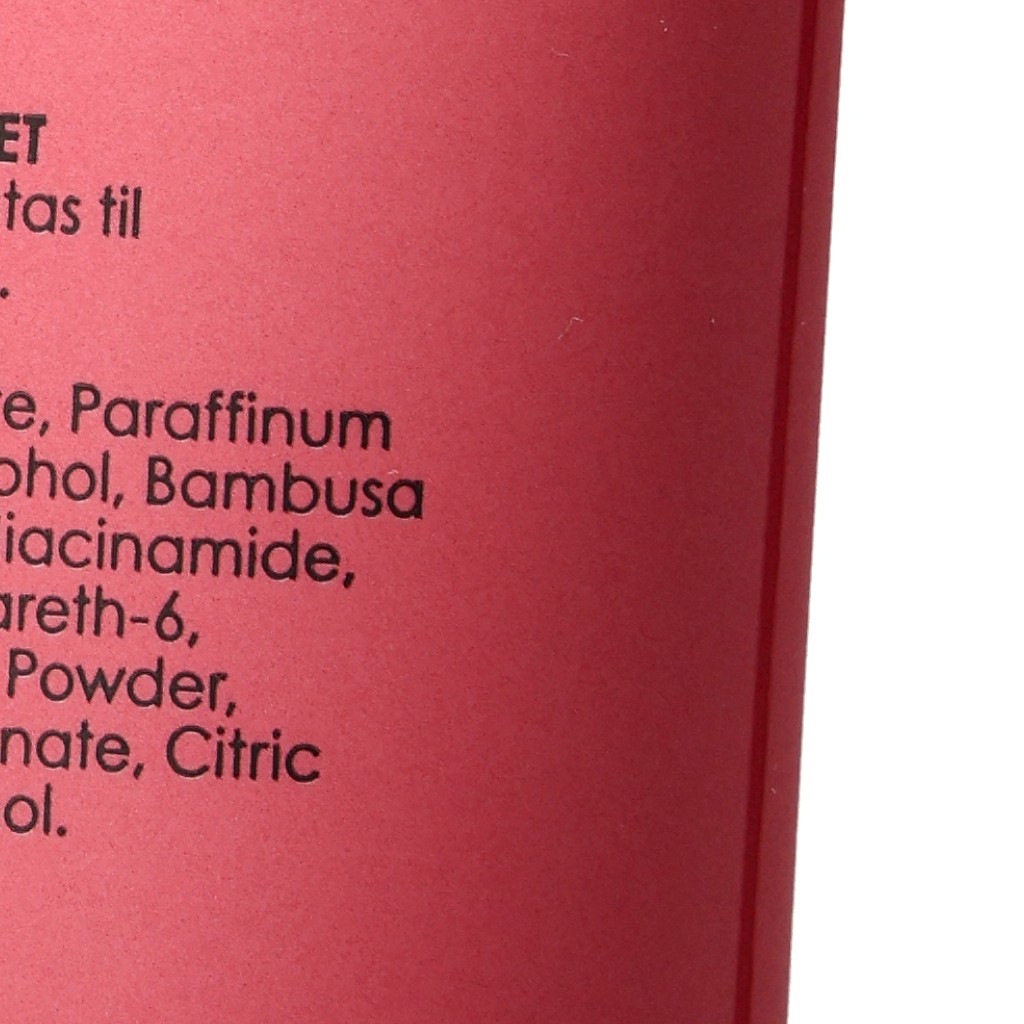 ET
tas til
.
e, Paraffinum
ohol, Bambusa
iacinamide,
areth-6,
Powder,
nate, Citric
ol.